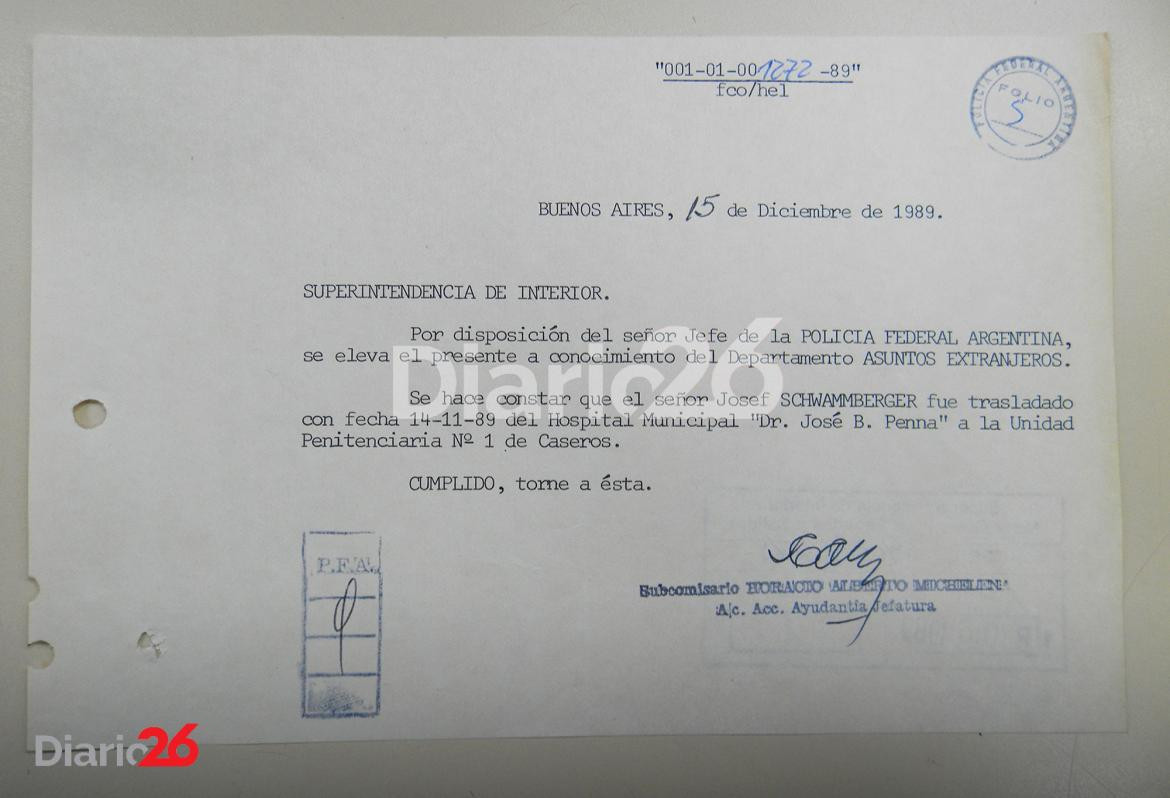 "001-01-001272-89"
fco/hel
POLICIA FEDERAL ARGENTINA
FOLIO
5
BUENOS AIRES, 15 de Diciembre de 1989.
SUPERINTENDENCIA DE INTERIOR.
Por disposición del señor Jefe de la POLICIA FEDERAL ARGENTINA,
se eleva el presente a conocimiento del Departamento ASUNTOS EXTRANJEROS.
Diario26
Se hace constar que el señor Josef SCHWAMMBERGER fue trasladado
con fecha 14-11-89 del Hospital Municipal "Dr. José B. Penna" a la Unidad
Penitenciaria Nº 1 de Caseros.
CUMPLIDO, torne a ésta.
P.F.A.
Subcomisario HORACIO ALBERTO MICHELENA
A/c. Acc. Ayudantía Jefatura
Diario26